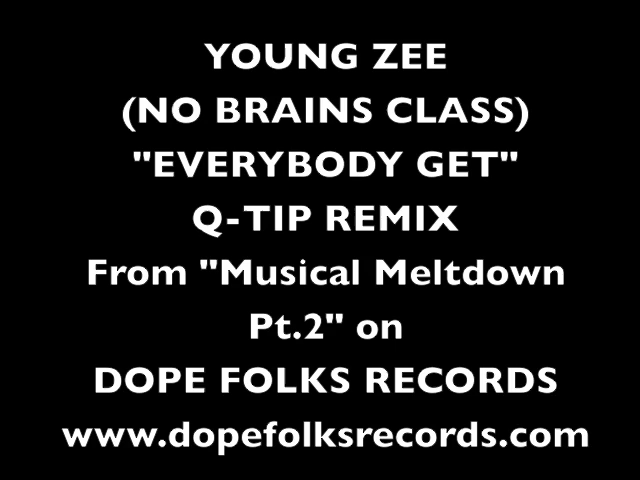 YOUNG ZEE
(NO BRAINS CLASS)
"EVERYBODY GET"
Q-TIP REMIX
From "Musical Meltdown
Pt.2" on
DOPE FOLKS RECORDS
www.dopefolksrecords.com